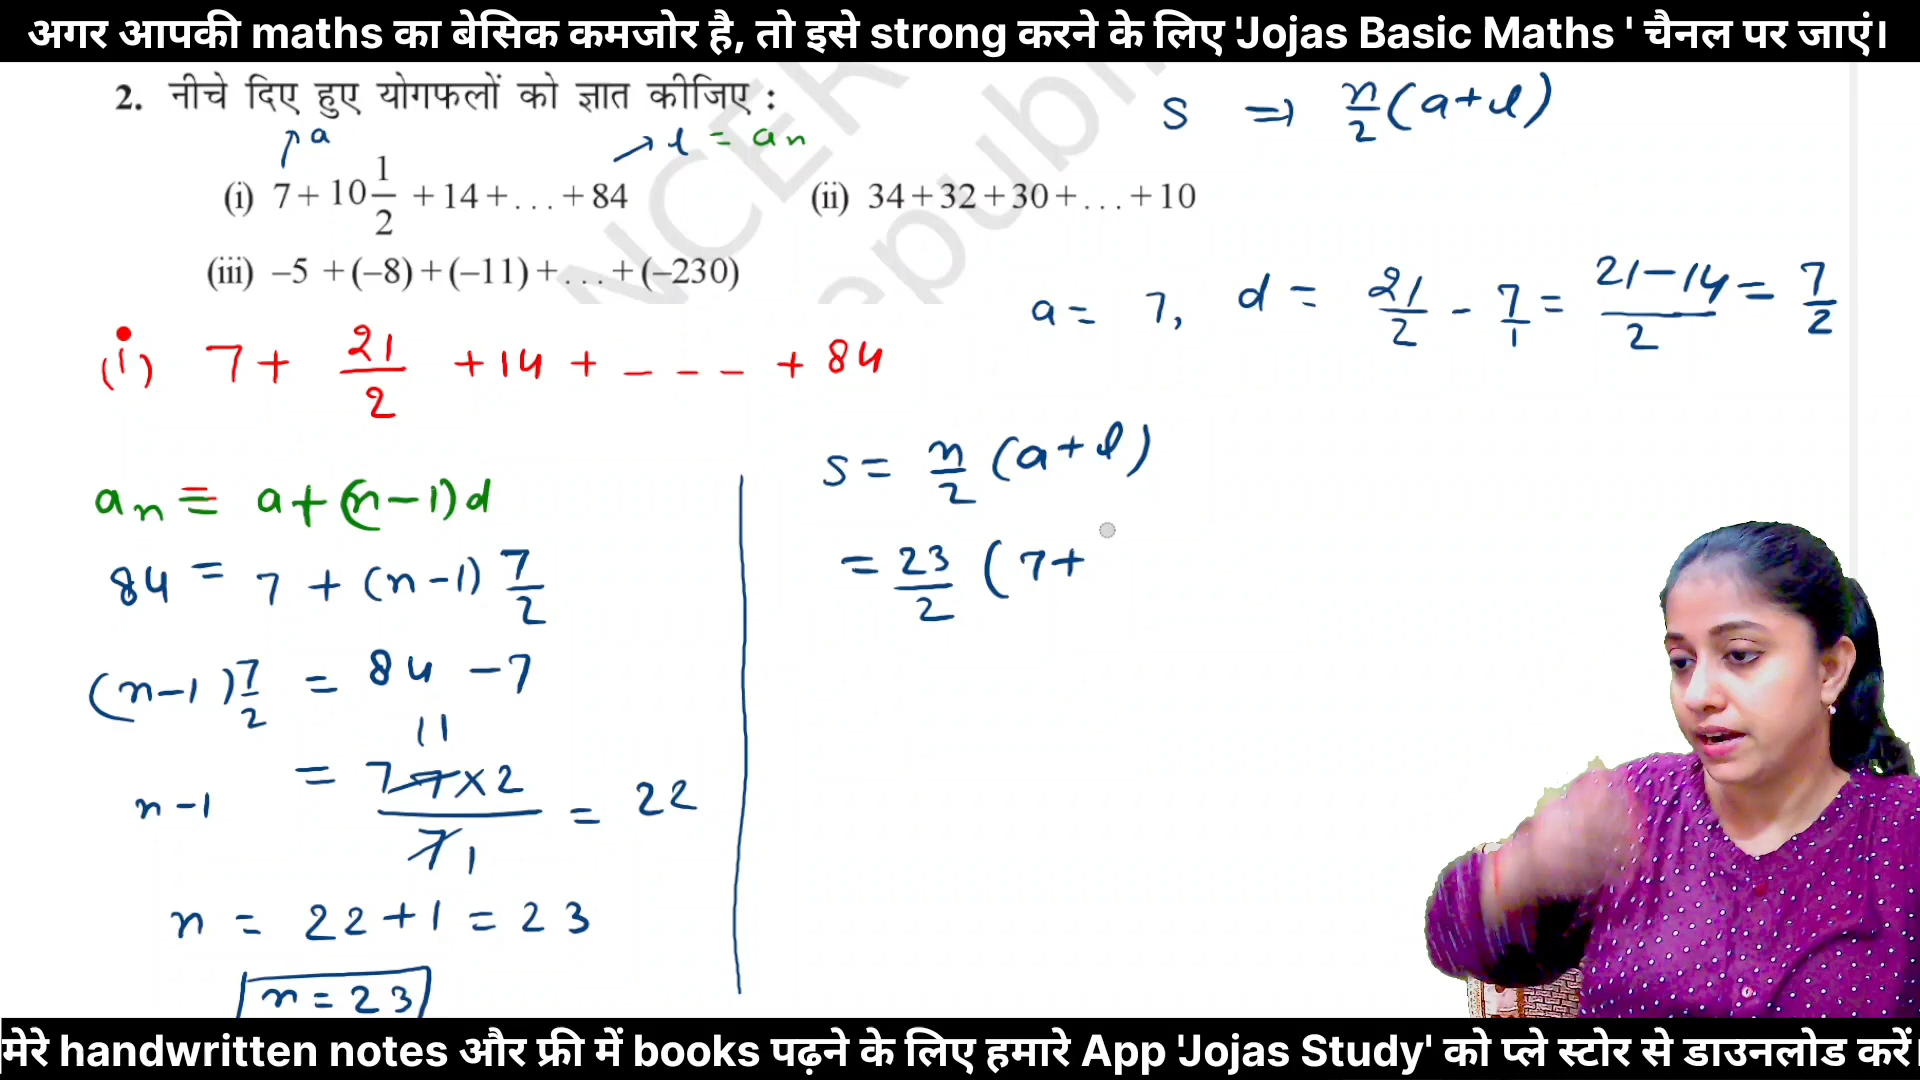 अगर आपकी maths का बेसिक कमजोर है, तो इसे strong करने के लिए 'Jojas Basic Maths ' चैनल पर जाएं।
2. नीचे दिए हुए योगफलों को ज्ञात कीजिए :
S ⇒ n/2 (a+l)
a
l = an
(i) 7 + 10 1/2 + 14 + . . . + 84
(ii) 34 + 32 + 30 + . . . + 10
(iii) –5 + (–8) + (–11) + . . . + (–230)
a = 7, d = 21/2 - 7/1 = 21-14/2 = 7/2
(i) 7 + 21/2 + 14 + - - - + 84
an = a+(n-1)d
84 = 7 + (n-1) 7/2
(n-1) 7/2 = 84 - 7
11
n-1 = 77×2/7 1 = 22
n = 22+1 = 23
n = 23
S = n/2 (a+l)
= 23/2 (7+
NCER
republi
मेरे handwritten notes और फ्री में books पढ़ने के लिए हमारे App 'Jojas Study' को प्ले स्टोर से डाउनलोड करें